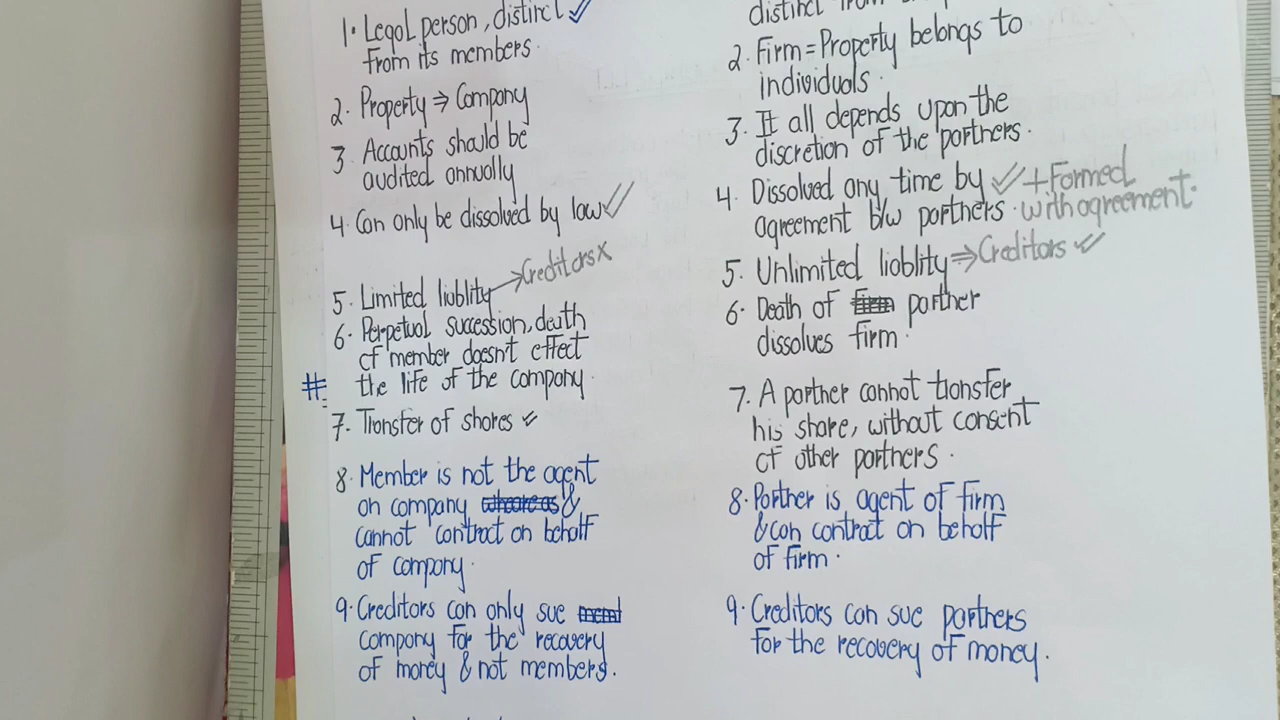 1. Legal person, distinct ✓
from its members.
2. Property ⇒ Company
3. Accounts should be
audited annually
4. Can only be dissolved by law ✓
5. Limited liablity → Creditors x
6. Perpetual succession, death
of member doesn't effect
# the life of the company.
7. Transfer of shares ✓
8. Member is not the agent
on company &
cannot contract on behalf
of company.
9. Creditors can only sue
company for the recovery
of money & not members.
distinct from
2. Firm = Property belongs to
individuals.
3. It all depends upon the
discretion of the partners.
4. Dissolved any time by ✓ + Formed
agreement b/w partners. with agreement.
5. Unlimited liablity ⇒ Creditors ✓
6. Death of partner
dissolves firm.
7. A partner cannot transfer
his share, without consent
of other partners.
8. Partner is agent of firm
& can contract on behalf
of firm.
9. Creditors can sue partners
for the recovery of money.